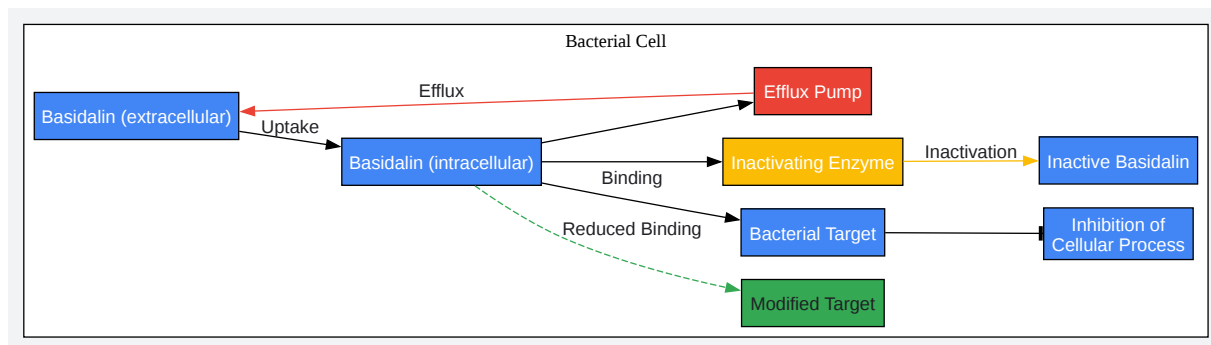 Bacterial Cell
Efflux
Efflux Pump
Basidalin (extracellular)
Uptake
Basidalin (intracellular)
Inactivating Enzyme
Inactivation
Inactive Basidalin
Binding
Reduced Binding
Bacterial Target
Inhibition of
Cellular Process
Modified Target